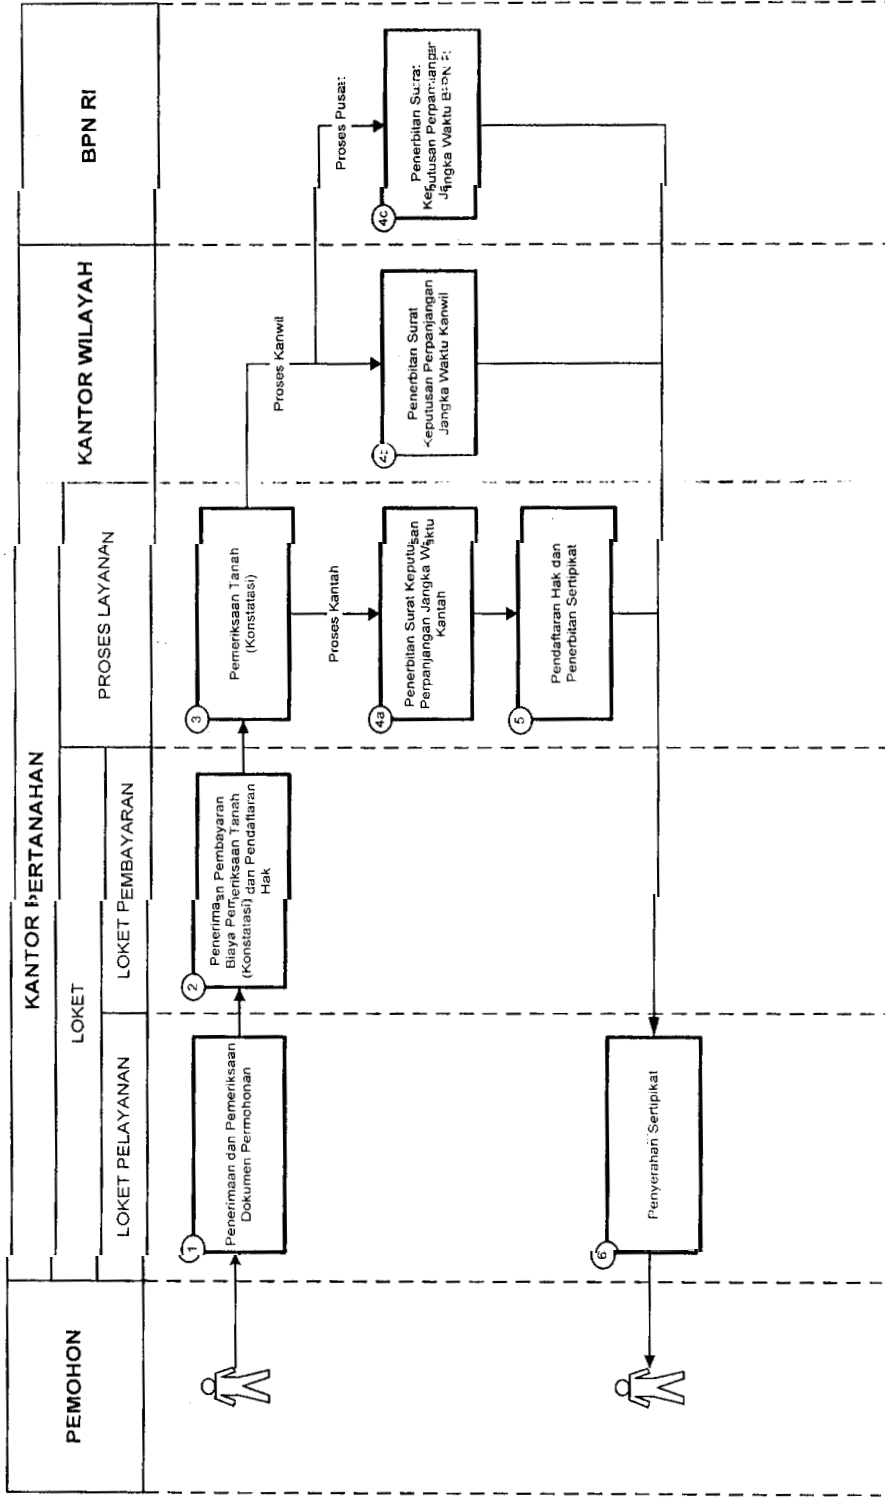 PEMOHON
KANTOR PERTANAHAN
KANTOR WILAYAH
BPN RI
LOKET
PROSES LAYANAN
LOKET PELAYANAN
LOKET PEMBAYARAN
1
Penerimaan dan Pemeriksaan
Dokumen Permohonan
2
Penerimaan Pembayaran
Biaya Pemeriksaan Tanah
(Konstatasi) dan Pendaftaran
Hak
3
Pemeriksaan Tanah
(Konstatasi)
Proses Kantah
Proses Kanwil
Proses Pusat
4a
Penerbitan Surat Keputusan
Perpanjangan Jangka Waktu
Kantah
Penerbitan Surat
Keputusan Perpanjangan
Jangka Waktu Kanwil
4c
Penerbitan Surat
Keputusan Perpanjangan
Jangka Waktu BPN RI
5
Pendaftaran Hak dan
Penerbitan Sertipikat
6
Penyerahan Sertipikat